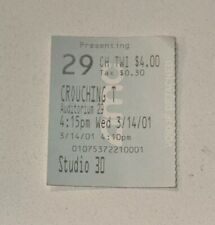 Presenting
29 CH TWI $4.00
Tax $0.30
CROUCHING T
Auditorium 29
4:15pm Wed 3/14/01
3/14/01 4:10pm
01075372210001
Studio 30